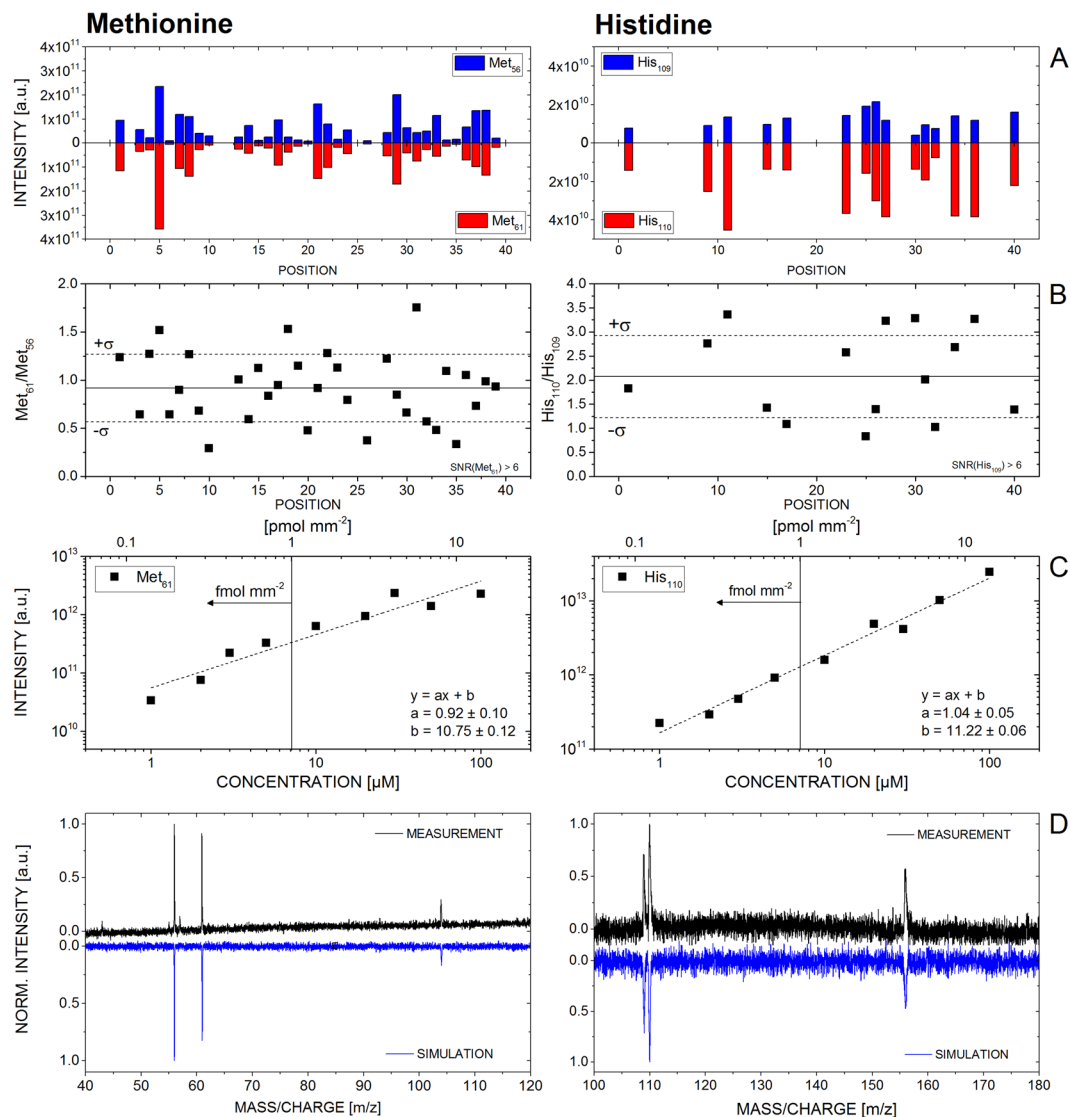 Methionine
Histidine
A
INTENSITY [a.u.]
4x10¹¹
3x10¹¹
2x10¹¹
1x10¹¹
0
1x10¹¹
2x10¹¹
3x10¹¹
4x10¹¹
Met₅₆
Met₆₁
0 5 10 15 20 25 30 35 40
POSITION
4x10¹⁰
2x10¹⁰
0
2x10¹⁰
4x10¹⁰
His₁₀₉
His₁₁₀
0 10 20 30 40
POSITION
B
Met₆₁/Met₅₆
2.0
1.5
1.0
0.5
0.0
+σ
-σ
SNR(Met₆₁) > 6
0 5 10 15 20 25 30 35 40
POSITION
His₁₁₀/His₁₀₉
4.0
3.5
3.0
2.5
2.0
1.5
1.0
0.5
0.0
+σ
-σ
SNR(His₁₀₉) > 6
0 10 20 30 40
POSITION
C
[pmol mm⁻²]
0.1 1 10
INTENSITY [a.u.]
10¹³
10¹²
10¹¹
10¹⁰
Met₆₁
fmol mm⁻²
y = ax + b
a = 0.92 ± 0.10
b = 10.75 ± 0.12
1 10 100
CONCENTRATION [µM]
[pmol mm⁻²]
0.1 1 10
10¹³
10¹²
10¹¹
His₁₁₀
fmol mm⁻²
y = ax + b
a =1.04 ± 0.05
b = 11.22 ± 0.06
1 10 100
CONCENTRATION [µM]
D
NORM. INTENSITY [a.u.]
1.0
0.5
0.0
0.0
0.5
1.0
MEASUREMENT
SIMULATION
40 50 60 70 80 90 100 110 120
MASS/CHARGE [m/z]
1.0
0.5
0.0
0.0
0.5
1.0
MEASUREMENT
SIMULATION
100 110 120 130 140 150 160 170 180
MASS/CHARGE [m/z]